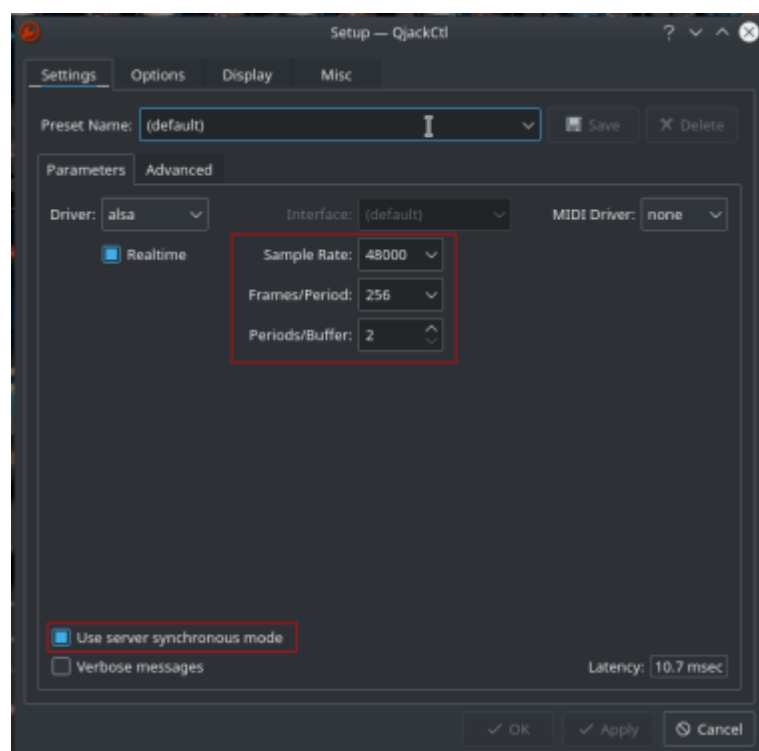 Setup — QjackCtl
Settings Options Display Misc
Preset Name: (default) Save Delete
Parameters Advanced
Driver: alsa Interface: (default) MIDI Driver: none
Realtime Sample Rate: 48000
Frames/Period: 256
Periods/Buffer: 2
Use server synchronous mode
Verbose messages Latency: 10.7 msec
OK Apply Cancel